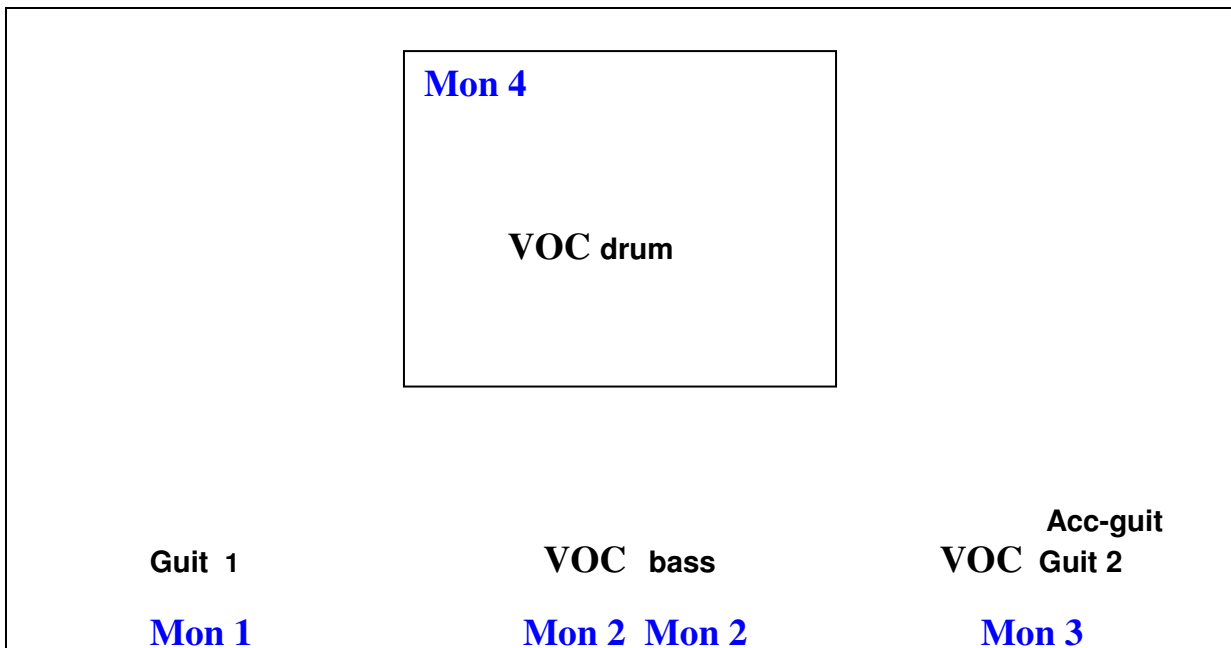 Mon 4
VOC drum
Acc-guit
Guit 1 VOC bass VOC Guit 2
Mon 1 Mon 2 Mon 2 Mon 3